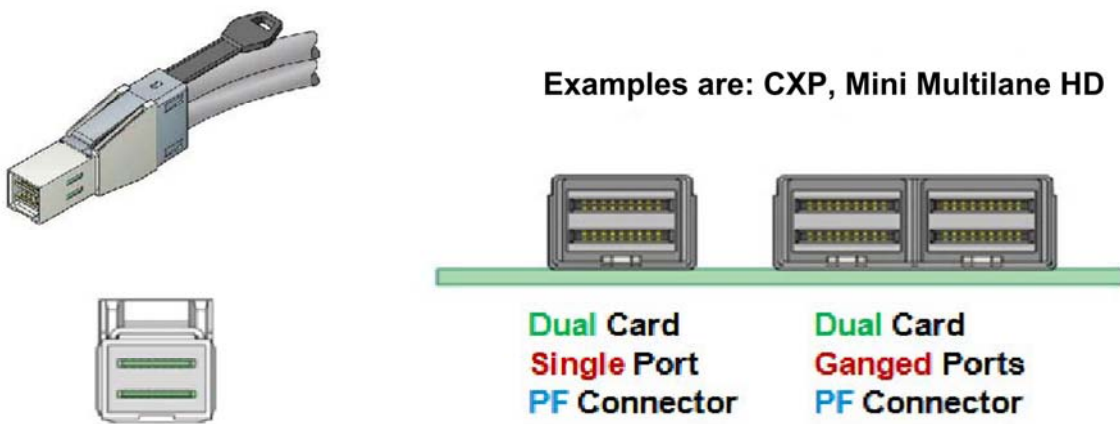 Examples are: CXP, Mini Multilane HD
Dual Card
Single Port
PF Connector
Dual Card
Ganged Ports
PF Connector